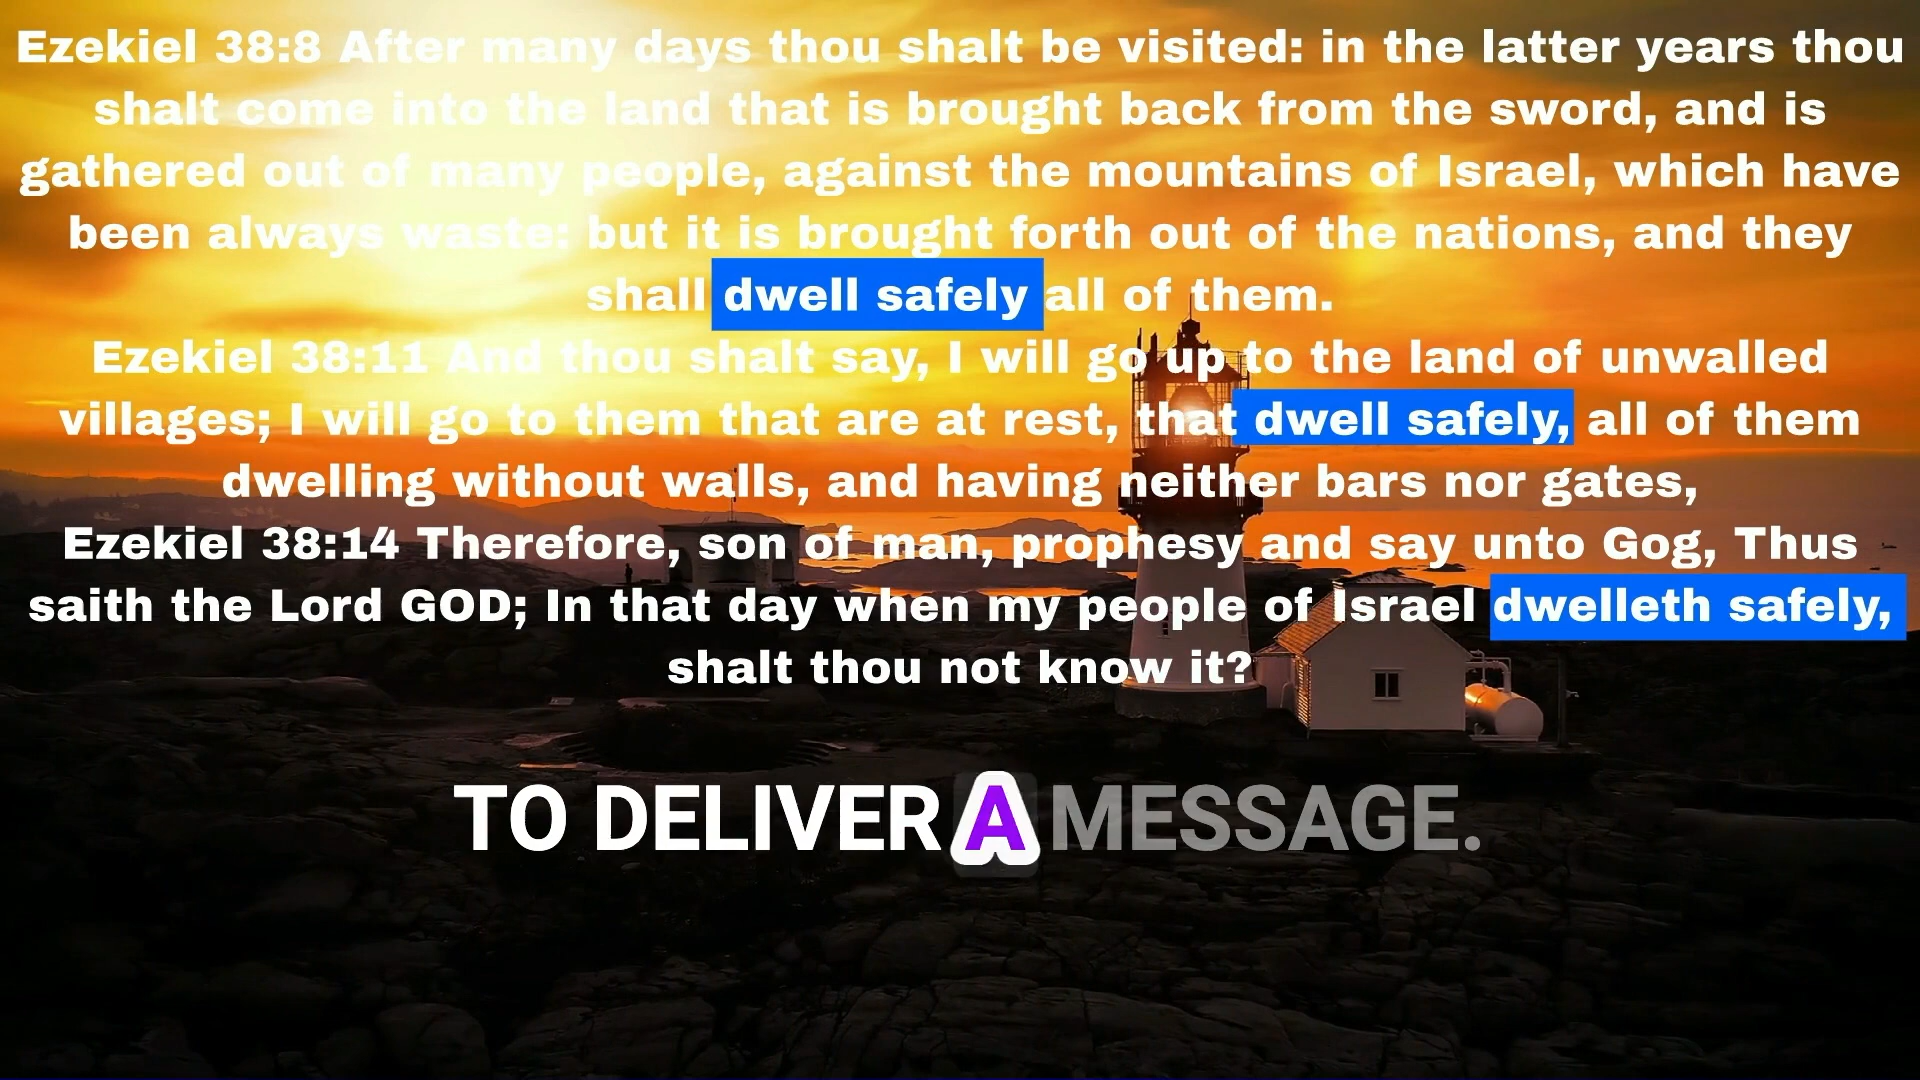 Ezekiel 38:8 After many days thou shalt be visited: in the latter years thou
shalt come into the land that is brought back from the sword, and is
gathered out of many people, against the mountains of Israel, which have
been always waste: but it is brought forth out of the nations, and they
shall dwell safely all of them.
Ezekiel 38:11 And thou shalt say, I will go up to the land of unwalled
villages; I will go to them that are at rest, that dwell safely, all of them
dwelling without walls, and having neither bars nor gates,
Ezekiel 38:14 Therefore, son of man, prophesy and say unto Gog, Thus
saith the Lord GOD; In that day when my people of Israel dwelleth safely,
shalt thou not know it?
TO DELIVER A MESSAGE.